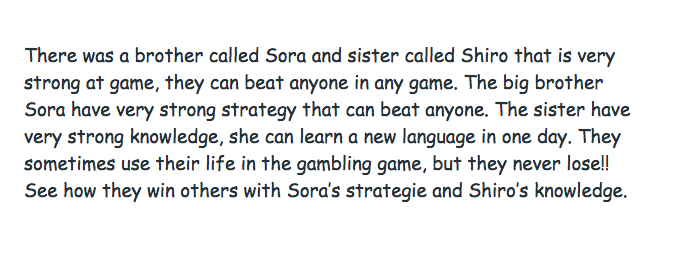 There was a brother called Sora and sister called Shiro that is very
strong at game, they can beat anyone in any game. The big brother
Sora have very strong strategy that can beat anyone. The sister have
very strong knowledge, she can learn a new language in one day. They
sometimes use their life in the gambling game, but they never lose!!
See how they win others with Sora's strategie and Shiro's knowledge.